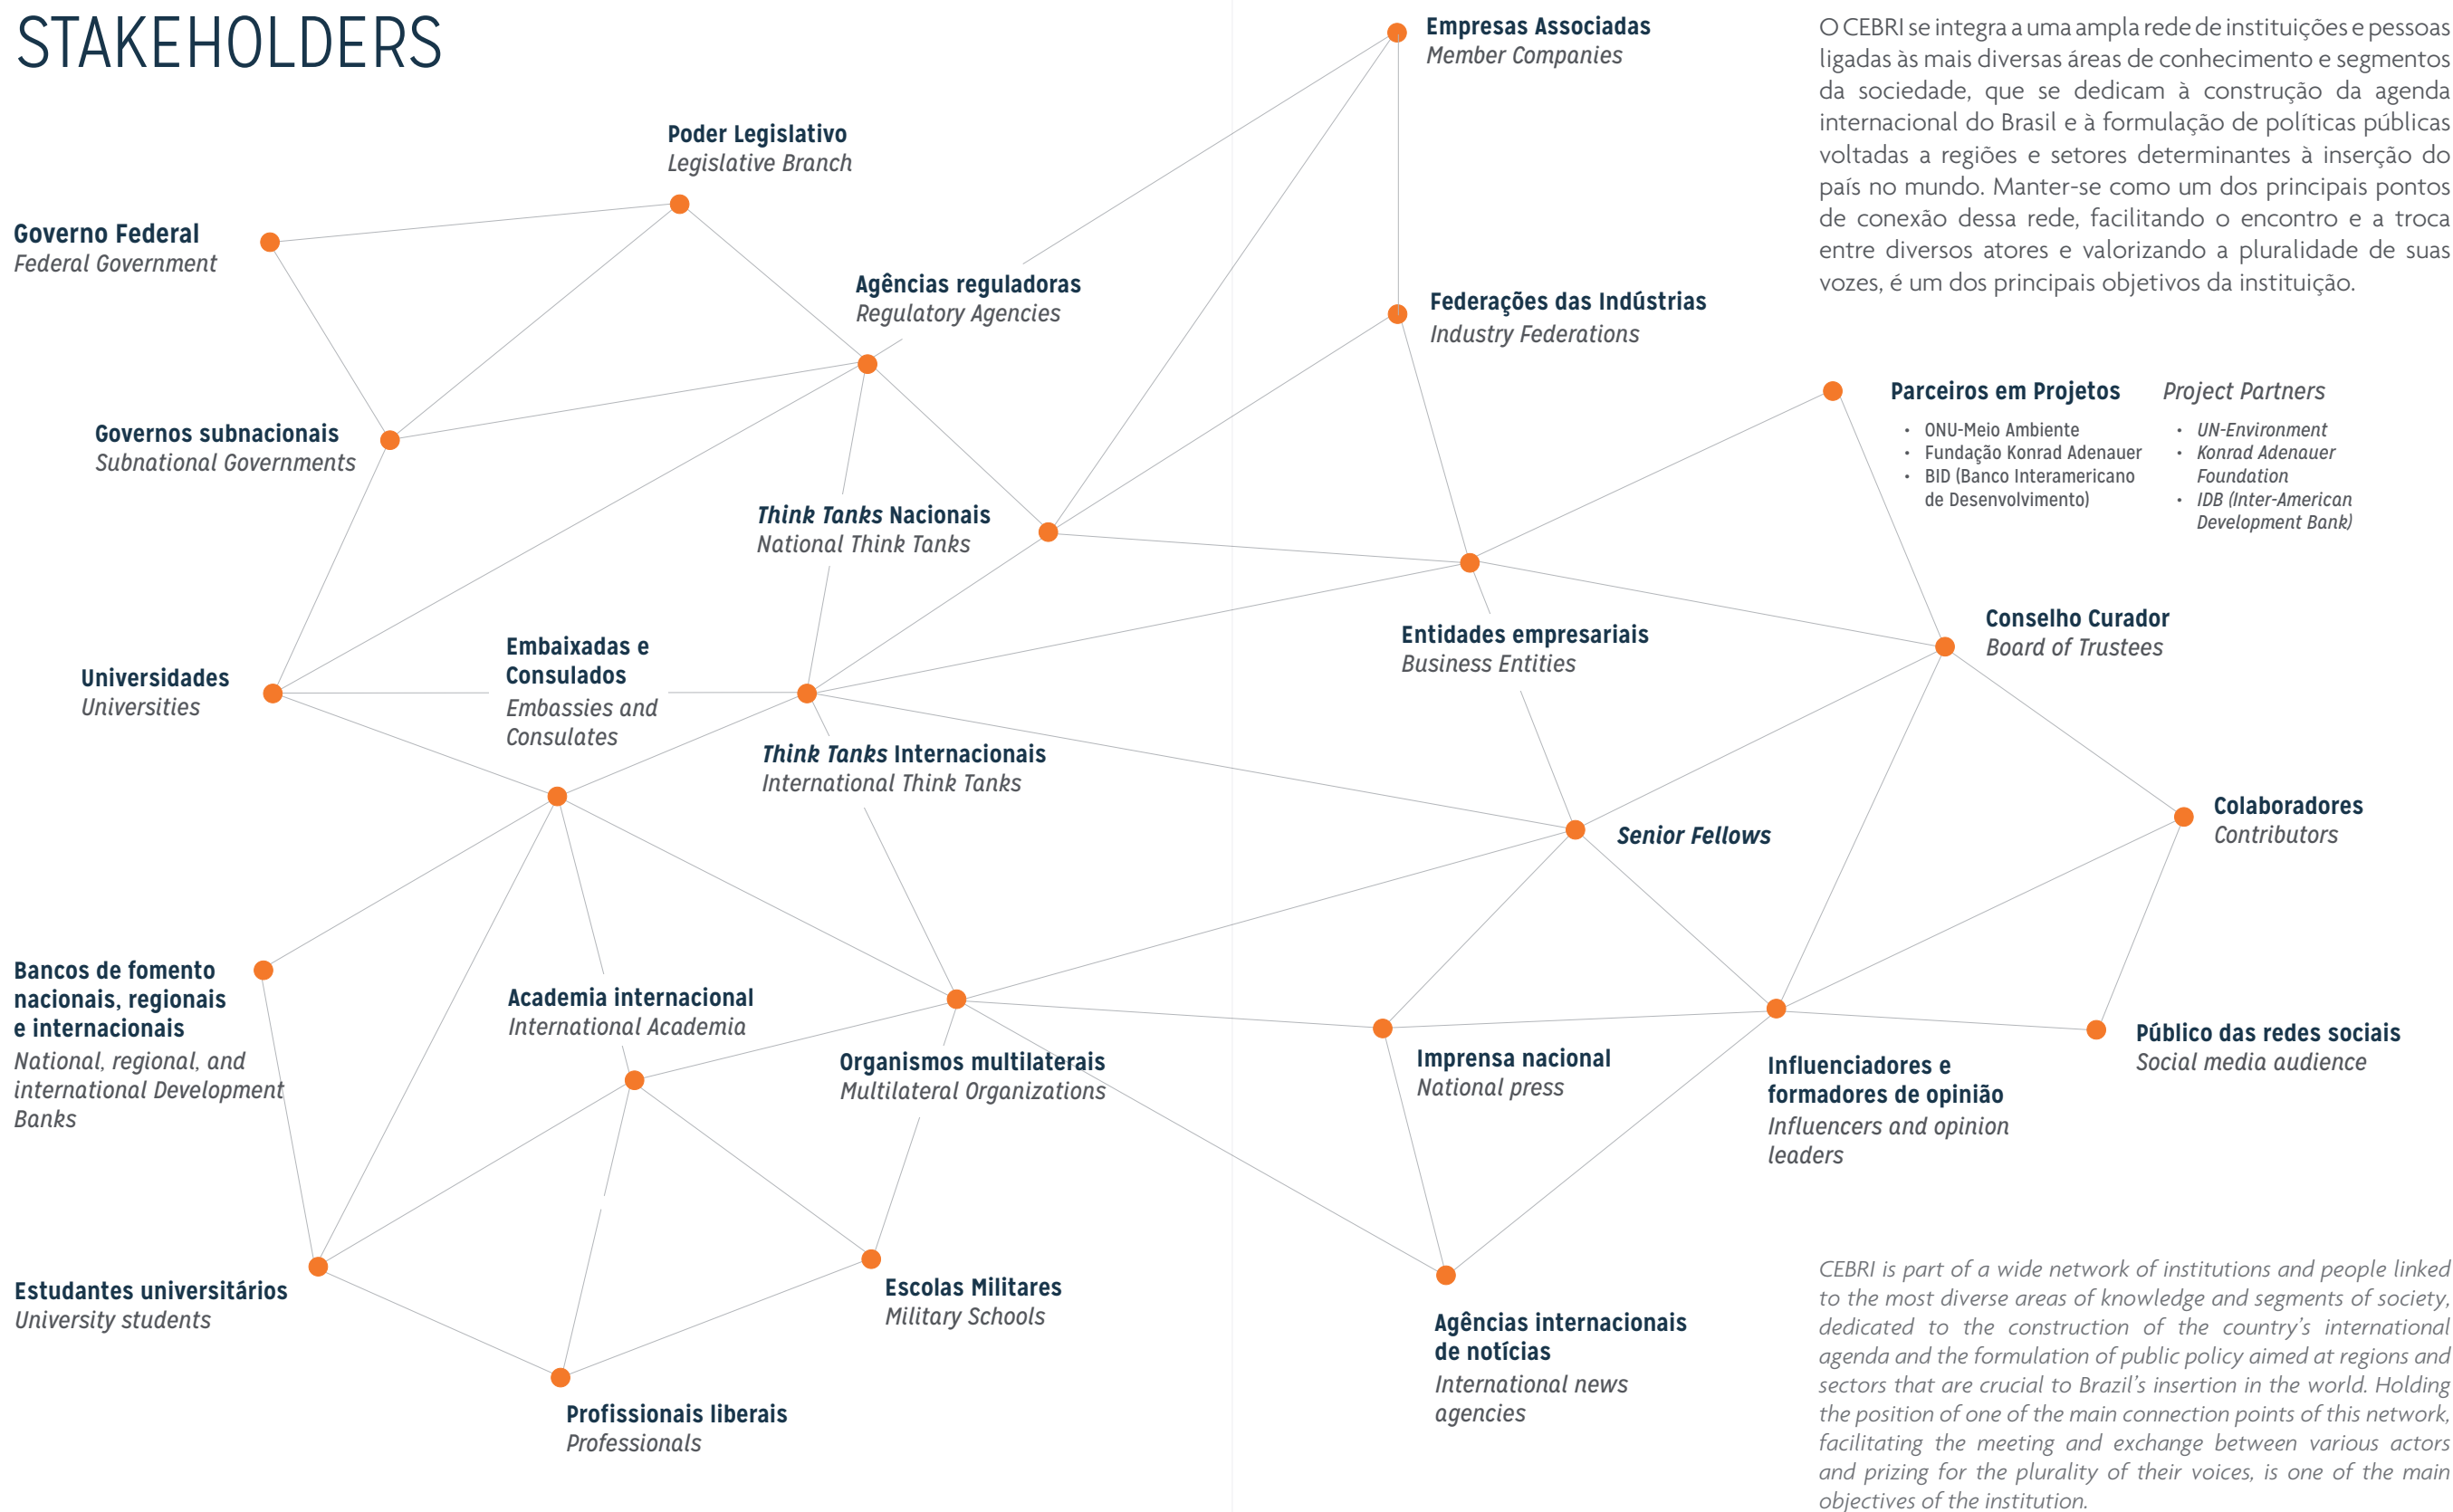 STAKEHOLDERS
Empresas Associadas
Member Companies
O CEBRI se integra a uma ampla rede de instituições e pessoas
ligadas às mais diversas áreas de conhecimento e segmentos
da sociedade, que se dedicam à construção da agenda
internacional do Brasil e à formulação de políticas públicas
voltadas a regiões e setores determinantes à inserção do
país no mundo. Manter-se como um dos principais pontos
de conexão dessa rede, facilitando o encontro e a troca
entre diversos atores e valorizando a pluralidade de suas
vozes, é um dos principais objetivos da instituição.
Poder Legislativo
Legislative Branch
Governo Federal
Federal Government
Agências reguladoras
Regulatory Agencies
Federações das Indústrias
Industry Federations
Parceiros em Projetos
• ONU-Meio Ambiente
• Fundação Konrad Adenauer
• BID (Banco Interamericano
de Desenvolvimento)
Project Partners
• UN-Environment
• Konrad Adenauer
Foundation
• IDB (Inter-American
Development Bank)
Governos subnacionais
Subnational Governments
Think Tanks Nacionais
National Think Tanks
Entidades empresariais
Business Entities
Conselho Curador
Board of Trustees
Universidades
Universities
Embaixadas e
Consulados
Embassies and
Consulates
Think Tanks Internacionais
International Think Tanks
Senior Fellows
Colaboradores
Contributors
Bancos de fomento
nacionais, regionais
e internacionais
National, regional, and
international Development
Banks
Academia internacional
International Academia
Organismos multilaterais
Multilateral Organizations
Imprensa nacional
National press
Influenciadores e
formadores de opinião
Influencers and opinion
leaders
Público das redes sociais
Social media audience
Estudantes universitários
University students
Escolas Militares
Military Schools
Profissionais liberais
Professionals
Agências internacionais
de notícias
International news
agencies
CEBRI is part of a wide network of institutions and people linked
to the most diverse areas of knowledge and segments of society,
dedicated to the construction of the country's international
agenda and the formulation of public policy aimed at regions and
sectors that are crucial to Brazil's insertion in the world. Holding
the position of one of the main connection points of this network,
facilitating the meeting and exchange between various actors
and prizing for the plurality of their voices, is one of the main
objectives of the institution.